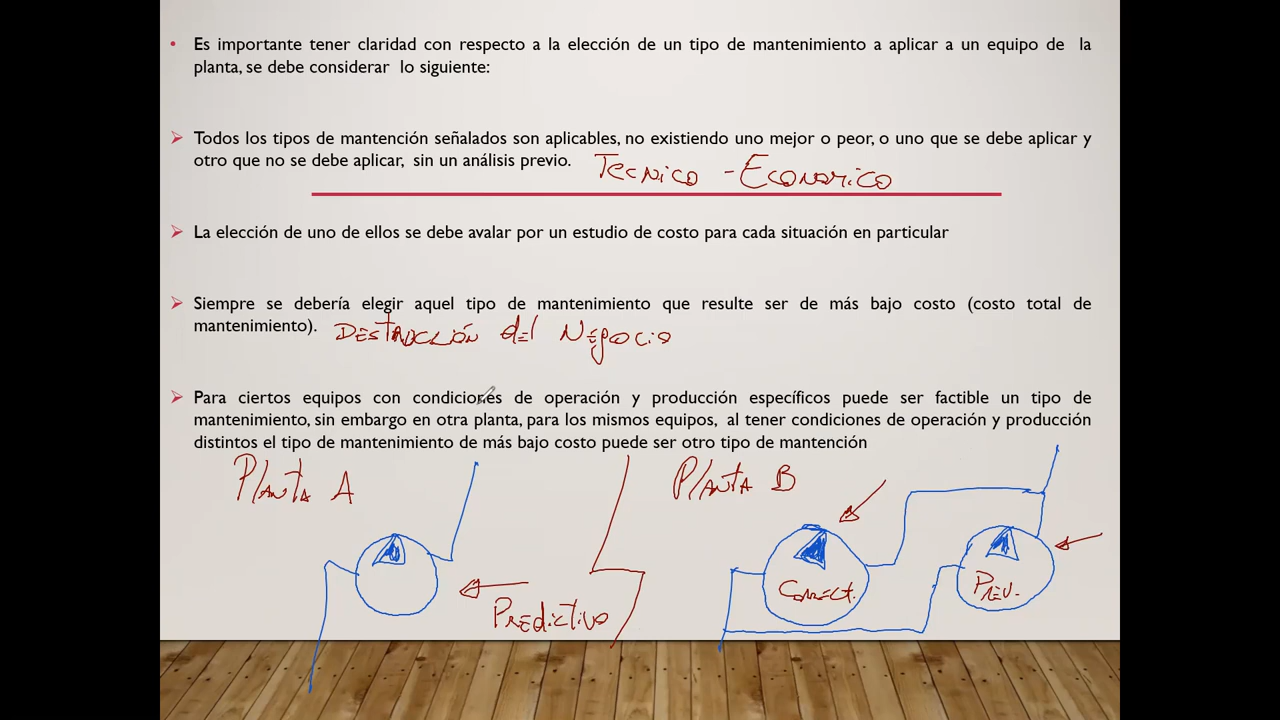 • Es importante tener claridad con respecto a la elección de un tipo de mantenimiento a aplicar a un equipo de la
planta, se debe considerar lo siguiente:
Todos los tipos de mantención señalados son aplicables, no existiendo uno mejor o peor, o uno que se debe aplicar y
otro que no se debe aplicar, sin un análisis previo. Tecnico - Economico
La elección de uno de ellos se debe avalar por un estudio de costo para cada situación en particular
Siempre se debería elegir aquel tipo de mantenimiento que resulte ser de más bajo costo (costo total de
mantenimiento). Destrucción del Negocio
Para ciertos equipos con condiciones de operación y producción específicos puede ser factible un tipo de
mantenimiento, sin embargo en otra planta, para los mismos equipos, al tener condiciones de operación y producción
distintos el tipo de mantenimiento de más bajo costo puede ser otro tipo de mantención
Planta A
Planta B
Predictivo
Correct.
Prev.